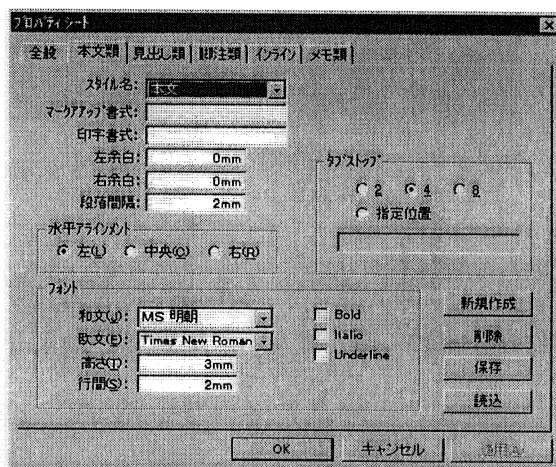 プロパティ シート
全般 本文類 見出し類 脚注類 インライン メモ類
スタイル名: 本文
マークアップ書式:
印字書式:
左余白: 0mm
右余白: 0mm
段落間隔: 2mm
タブストップ
2 4 8
指定位置
水平アラインメント
左(L) 中央(C) 右(R)
フォント
和文(J): MS 明朝
欧文(E): Times New Roman
高さ(T): 3mm
行間(S): 2mm
Bold
Italic
Underline
新規作成
削除
保存
読込
OK キャンセル 適用(A)